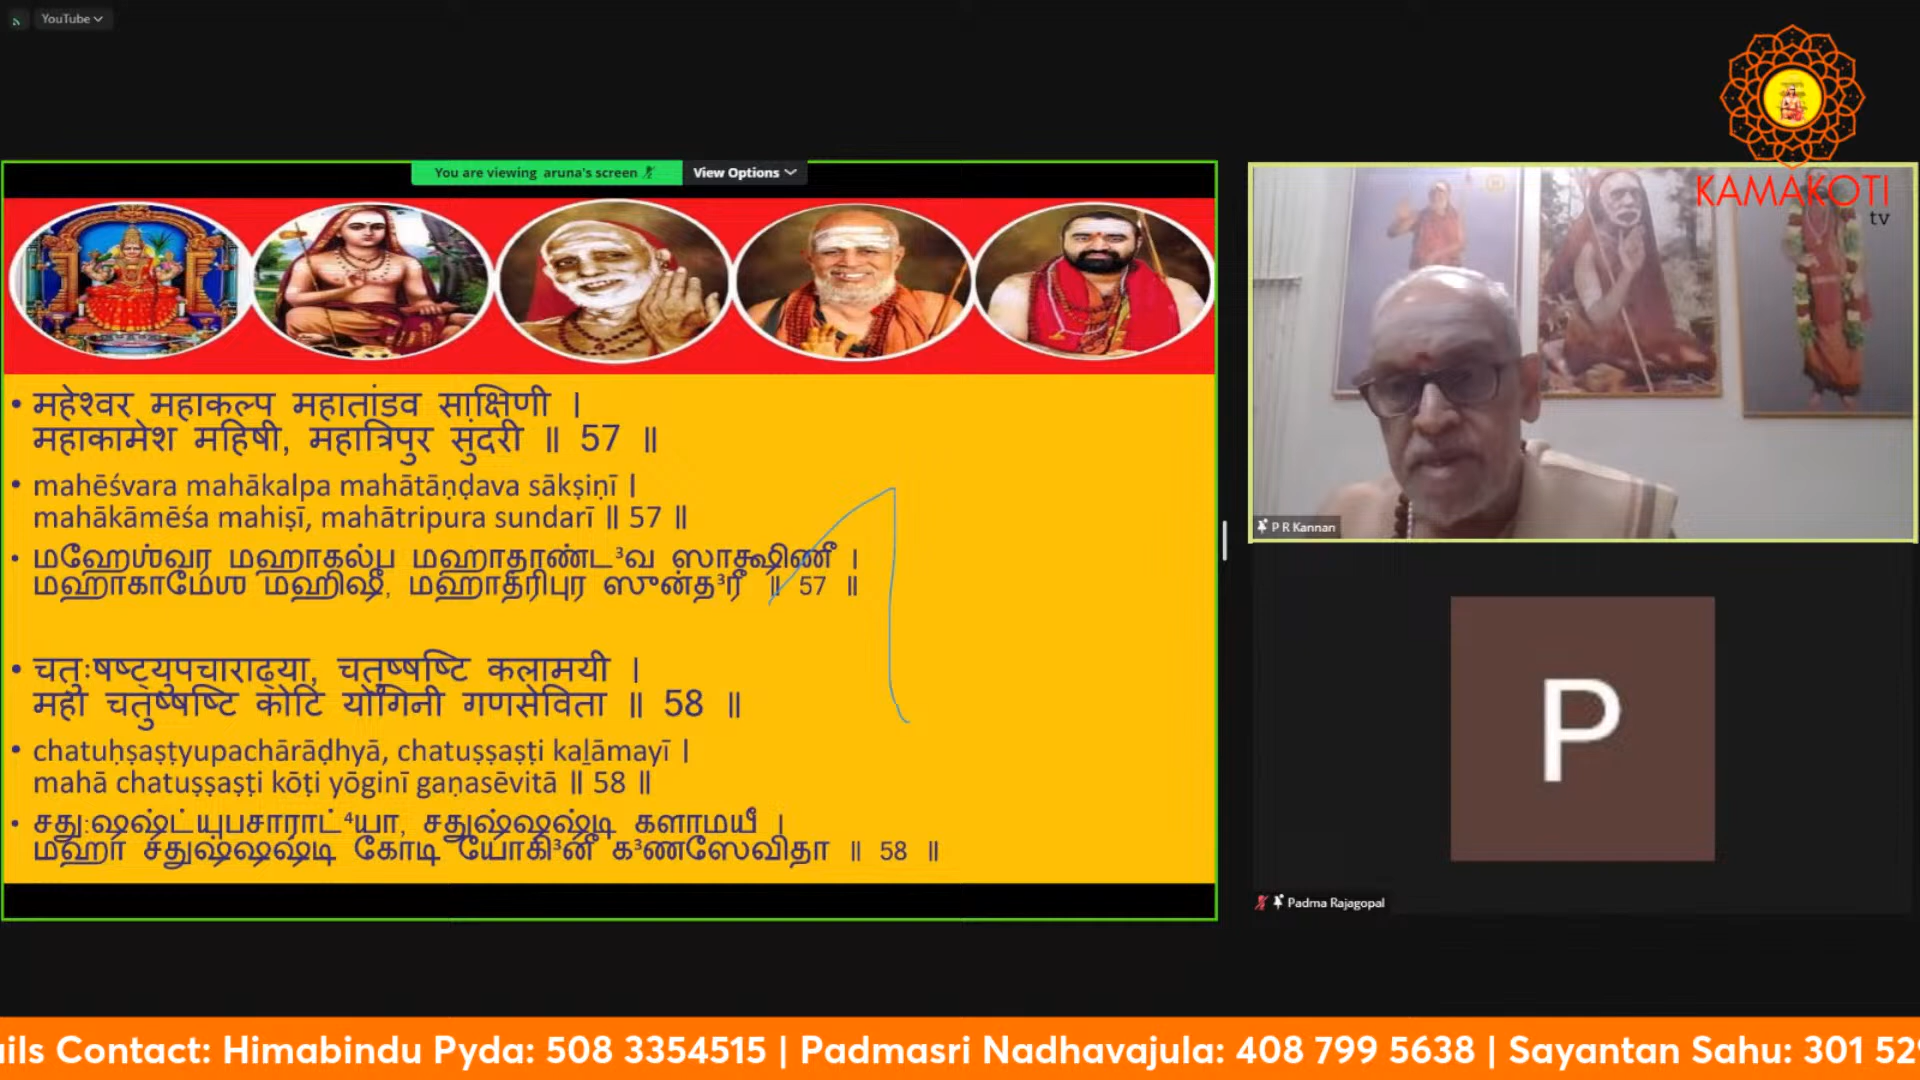 YouTube
KAMAKOTI
tv
You are viewing aruna's screen
View Options
• महेश्वर महाकल्प महातांडव साक्षिणी ।
महाकामेश महिषी, महात्रिपुर सुंदरी ॥ 57 ॥
• mahēśvara mahākalpa mahātāṇḍava sākṣiṇī |
mahākāmēśa mahiṣī, mahātripura sundarī ॥ 57 ॥
• மஹேஶ்வர மஹாகல்ப மஹாதாண்ட³வ ஸாக்ஷிணீ |
மஹாகாமேஶ மஹிஷீ, மஹாத்ரிபுர ஸுன்த³ரீ ॥ 57 ॥
• चतुःषष्ट्युपचाराढ्या, चतुष्षष्टि कलामयी ।
महा चतुष्षष्टि कोटि योगिनी गणसेविता ॥ 58 ॥
• chatuḥṣaṣṭyupachārāḍhyā, chatuṣṣaṣṭi kaḻāmayī |
mahā chatuṣṣaṣṭi kōṭi yōginī gaṇasēvitā ॥ 58 ॥
• சது:ஷஷ்ட்யுபசாராட்⁴யா, சதுஷ்ஷஷ்டி களாமயீ |
மஹா சதுஷ்ஷஷ்டி கோடி யோகி³னீ க³ணஸேவிதா ॥ 58 ॥
P R Kannan
P
Padma Rajagopal
ils Contact: Himabindu Pyda: 508 3354515 | Padmasri Nadhavajula: 408 799 5638 | Sayantan Sahu: 301 52